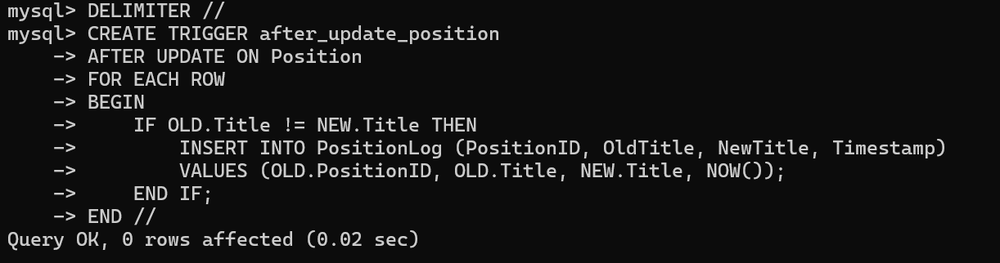 mysql> DELIMITER //
mysql> CREATE TRIGGER after_update_position
    -> AFTER UPDATE ON Position
    -> FOR EACH ROW
    -> BEGIN
    ->     IF OLD.Title != NEW.Title THEN
    ->         INSERT INTO PositionLog (PositionID, OldTitle, NewTitle, Timestamp)
    ->         VALUES (OLD.PositionID, OLD.Title, NEW.Title, NOW());
    ->     END IF;
    -> END //
Query OK, 0 rows affected (0.02 sec)